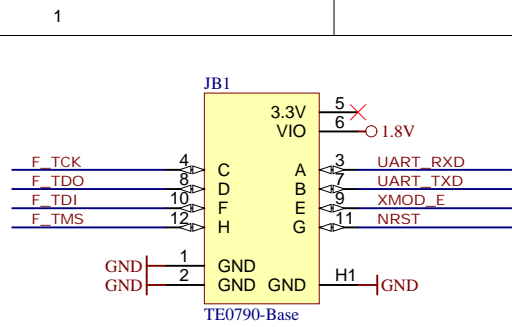 1
JB1
3.3V 5
VIO 6 1.8V
F_TCK 4 C A 3 UART_RXD
F_TDO 8 D B 7 UART_TXD
F_TDI 10 F E 9 XMOD_E
F_TMS 12 H G 11 NRST
GND 1 GND
GND 2 GND GND H1 GND
TE0790-Base